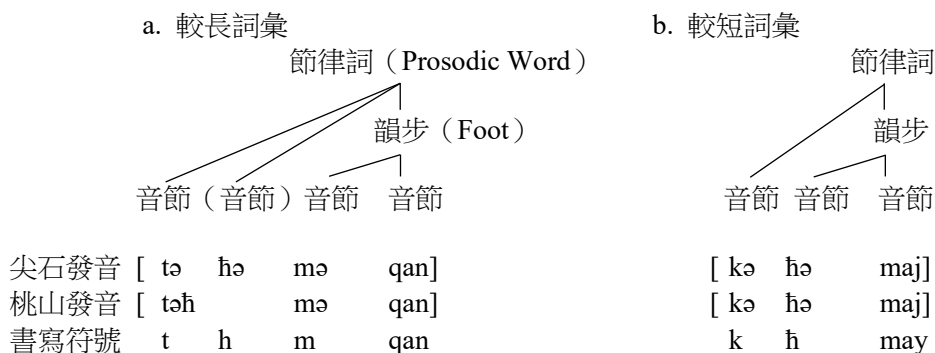 a. 較長詞彙 b. 較短詞彙
節律詞（Prosodic Word） 節律詞
韻步（Foot） 韻步
音節（音節）音節 音節 音節 音節 音節
尖石發音 [ tə ħə mə qan] [ kə ħə maj]
桃山發音 [ təħ mə qan] [ kə ħə maj]
書寫符號 t h m qan k ħ may